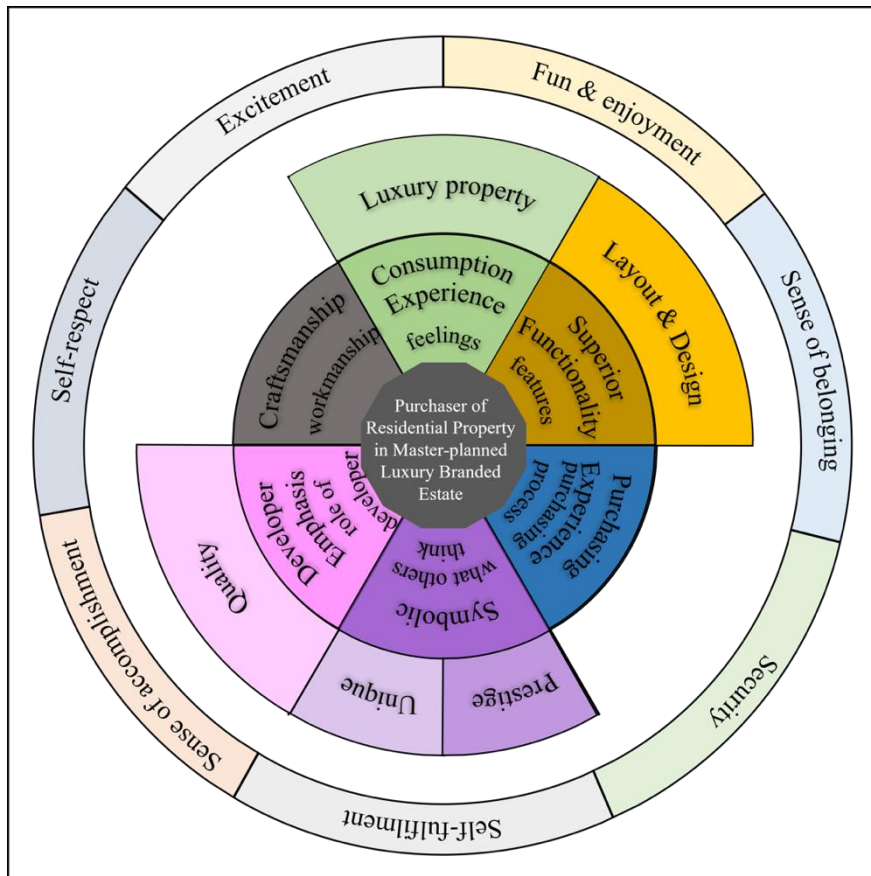 Excitement
Fun & enjoyment
Sense of belonging
Security
Self-fulfilment
Sense of accomplishment
Self-respect
Luxury property
Consumption
Experience
feelings
Layout & Design
Superior
Functionality
features
Purchasing
Experience
purchasing
process
Prestige
Unique
Symbolic
what others
think
Quality
Developer
Emphasis
role of
developer
Craftsmanship
workmanship
Purchaser of
Residential Property
in Master-planned
Luxury Branded
Estate